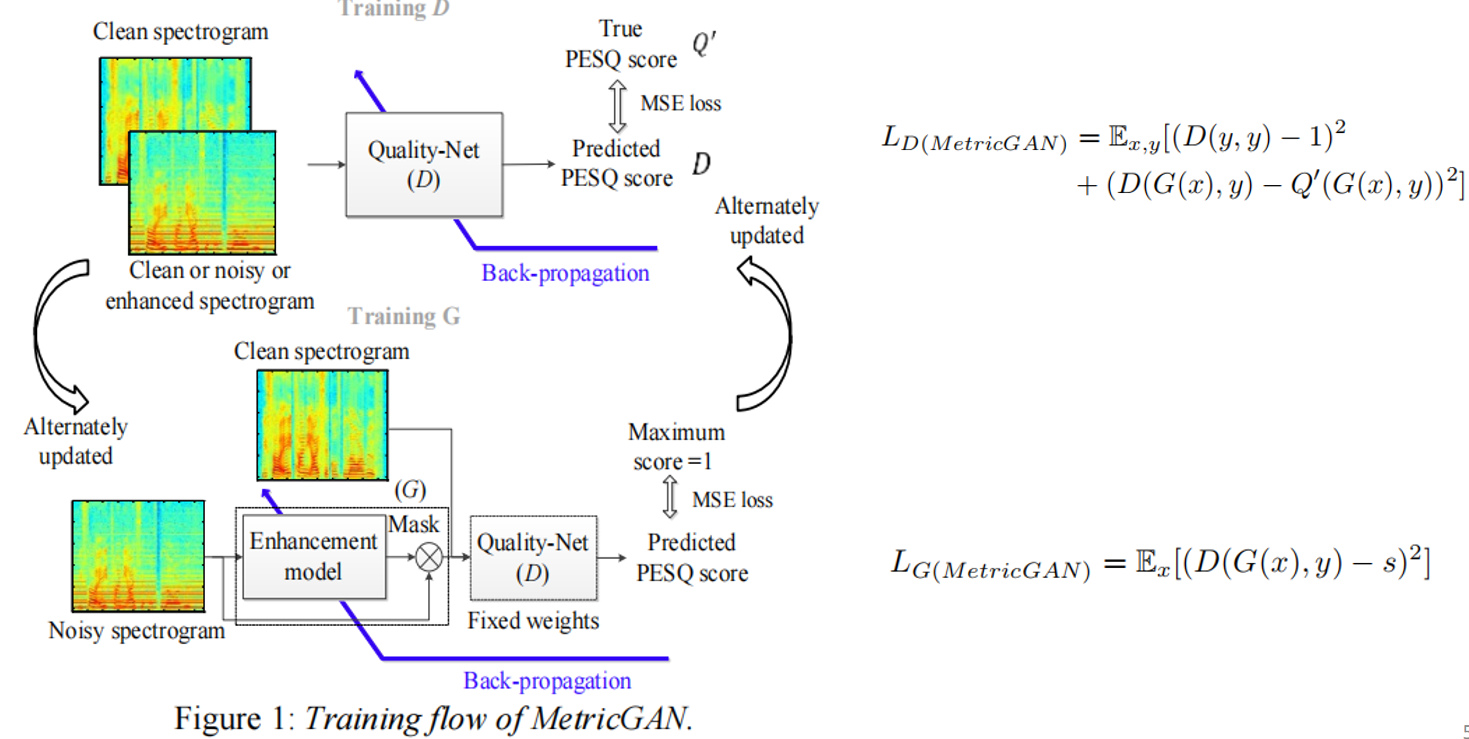 Training D
Clean spectrogram
True
PESQ score Q′
MSE loss
Quality-Net
(D)
Predicted
PESQ score D
Back-propagation
Clean or noisy or
enhanced spectrogram
Alternately
updated
L_{D(MetricGAN)} = 𝔼_{x,y}[(D(y, y) − 1)²
+ (D(G(x), y) − Q′(G(x), y))²]
Training G
Clean spectrogram
Alternately
updated
Maximum
score =1
MSE loss
(G)
Mask
Enhancement
model
Quality-Net
(D)
Fixed weights
Predicted
PESQ score
Noisy spectrogram
Back-propagation
L_{G(MetricGAN)} = 𝔼_x[(D(G(x), y) − s)²]
Figure 1: Training flow of MetricGAN.